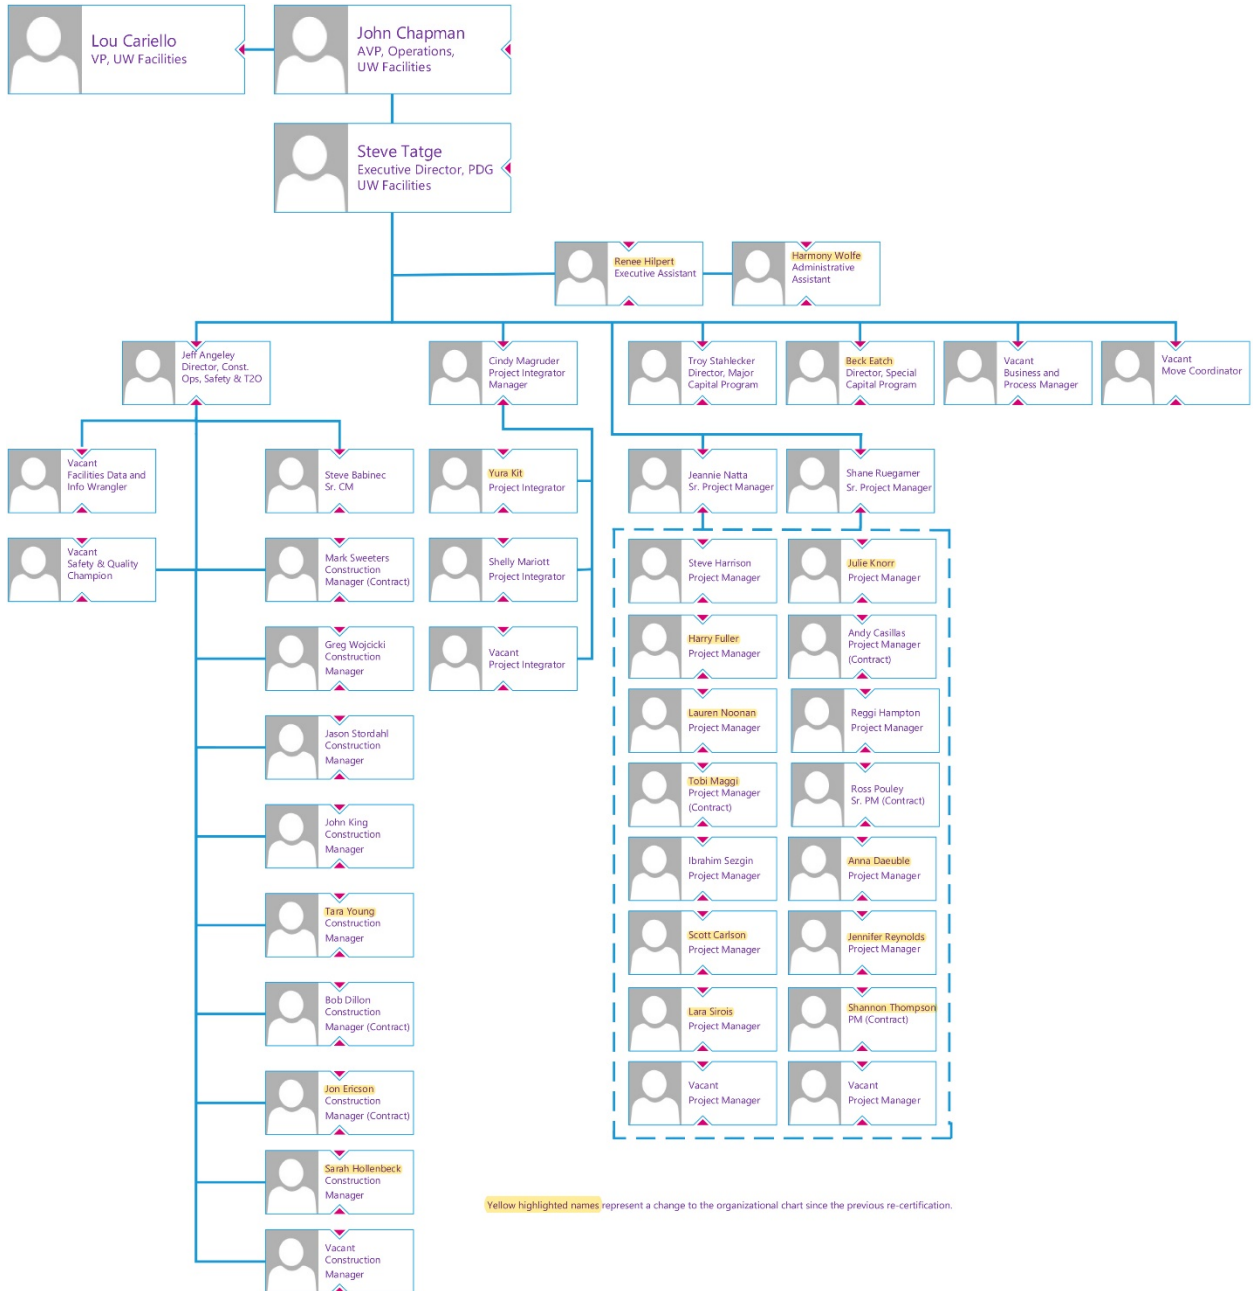 Lou Cariello
VP, UW Facilities
John Chapman
AVP, Operations,
UW Facilities
Steve Tatge
Executive Director, PDG
UW Facilities
Renee Hilpert
Executive Assistant
Harmony Wolfe
Administrative
Assistant
Jeff Angeley
Director, Const.
Ops, Safety & T2O
Cindy Magruder
Project Integrator
Manager
Troy Stahlecker
Director, Major
Capital Program
Beck Eatch
Director, Special
Capital Program
Vacant
Business and
Process Manager
Vacant
Move Coordinator
Vacant
Facilities Data and
Info Wrangler
Steve Babinec
Sr. CM
Yura Kit
Project Integrator
Jeannie Natta
Sr. Project Manager
Shane Ruegamer
Sr. Project Manager
Vacant
Safety & Quality
Champion
Mark Sweeters
Construction
Manager (Contract)
Shelly Mariott
Project Integrator
Steve Harrison
Project Manager
Julie Knorr
Project Manager
Greg Wojcicki
Construction
Manager
Vacant
Project Integrator
Harry Fuller
Project Manager
Andy Casillas
Project Manager
(Contract)
Jason Stordahl
Construction
Manager
Lauren Noonan
Project Manager
Reggi Hampton
Project Manager
John King
Construction
Manager
Tobi Maggi
Project Manager
(Contract)
Ross Pouley
Sr. PM (Contract)
Ibrahim Sezgin
Project Manager
Anna Daeuble
Project Manager
Tara Young
Construction
Manager
Scott Carlson
Project Manager
Jennifer Reynolds
Project Manager
Bob Dillon
Construction
Manager (Contract)
Lara Sirois
Project Manager
Shannon Thompson
PM (Contract)
Jon Ericson
Construction
Manager (Contract)
Vacant
Project Manager
Vacant
Project Manager
Sarah Hollenbeck
Construction
Manager
Yellow highlighted names represent a change to the organizational chart since the previous re-certification.
Vacant
Construction
Manager